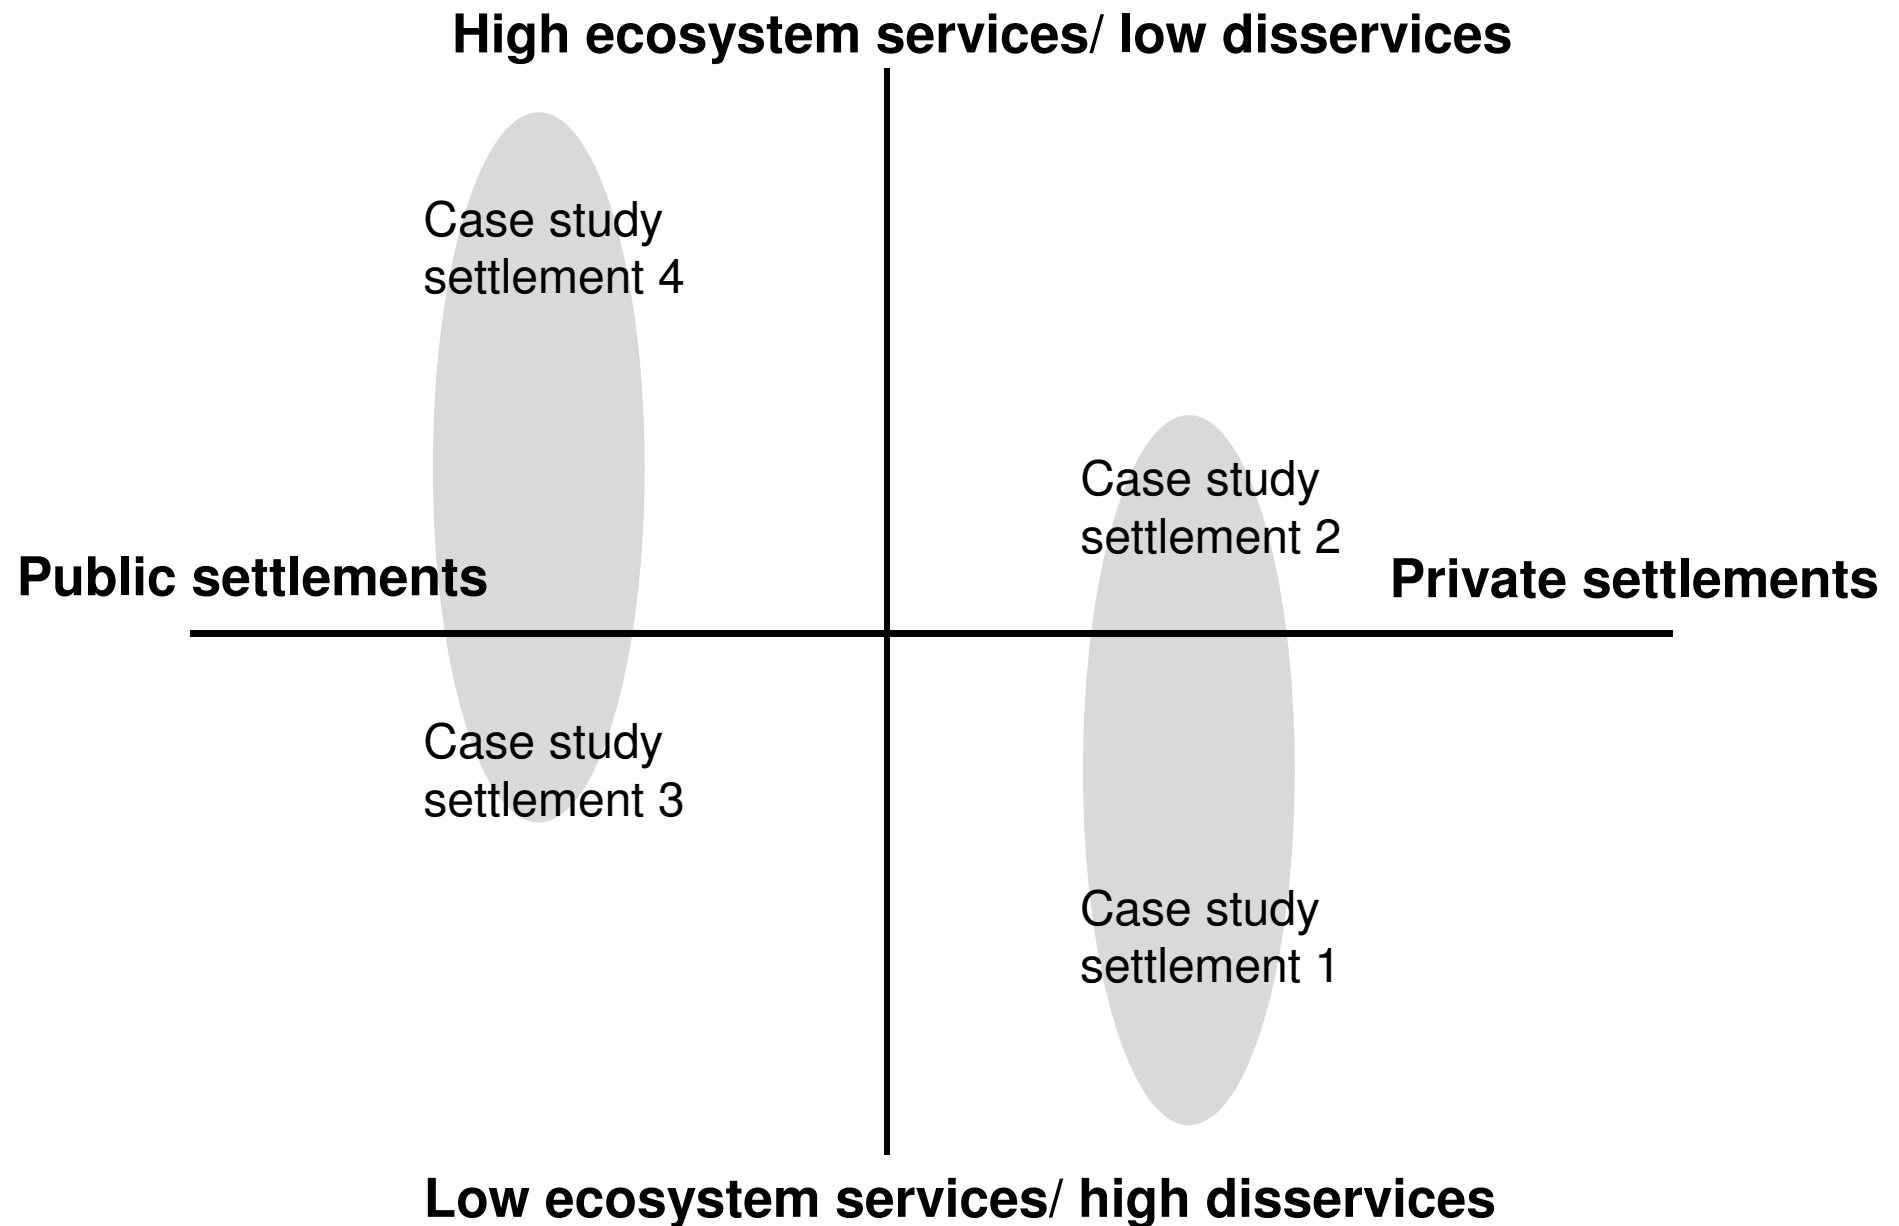 High ecosystem services/ low disservices
Case study
settlement 4
Case study
settlement 2
Public settlements
Private settlements
Case study
settlement 3
Case study
settlement 1
Low ecosystem services/ high disservices